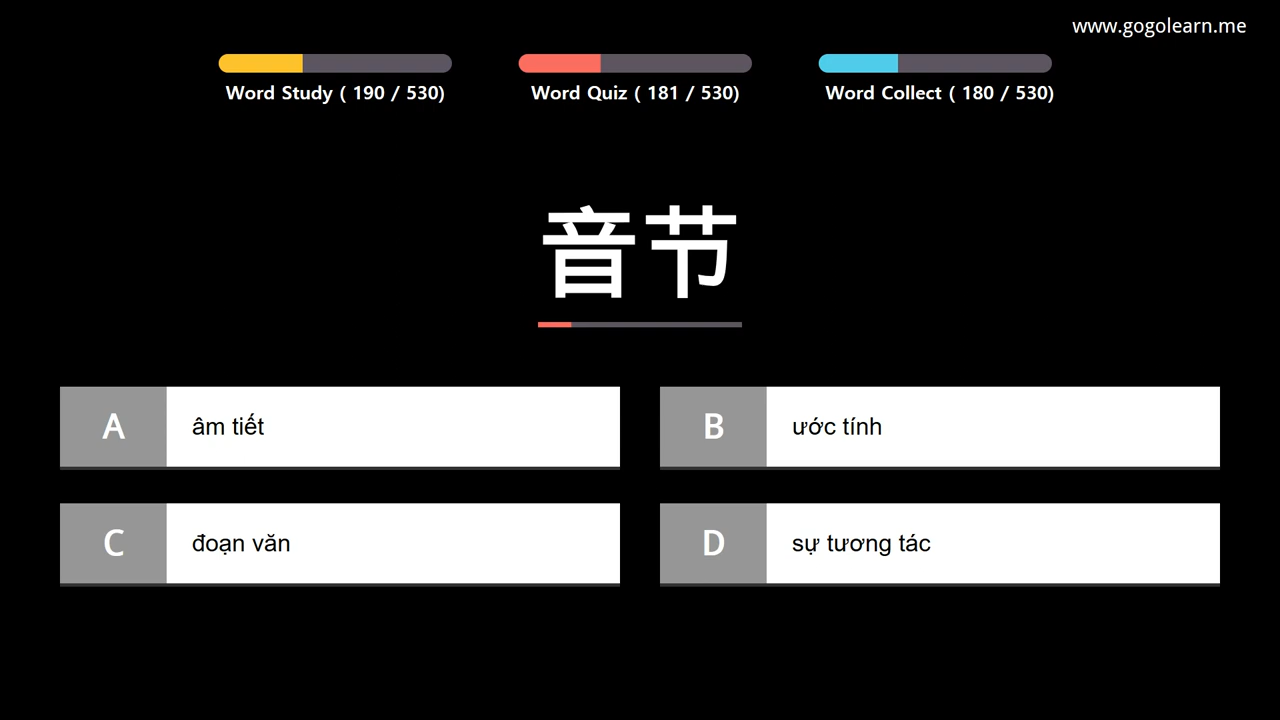 www.gogolearn.me
Word Study ( 190 / 530)
Word Quiz ( 181 / 530)
Word Collect ( 180 / 530)
音节
A
âm tiết
B
ước tính
C
đoạn văn
D
sự tương tác